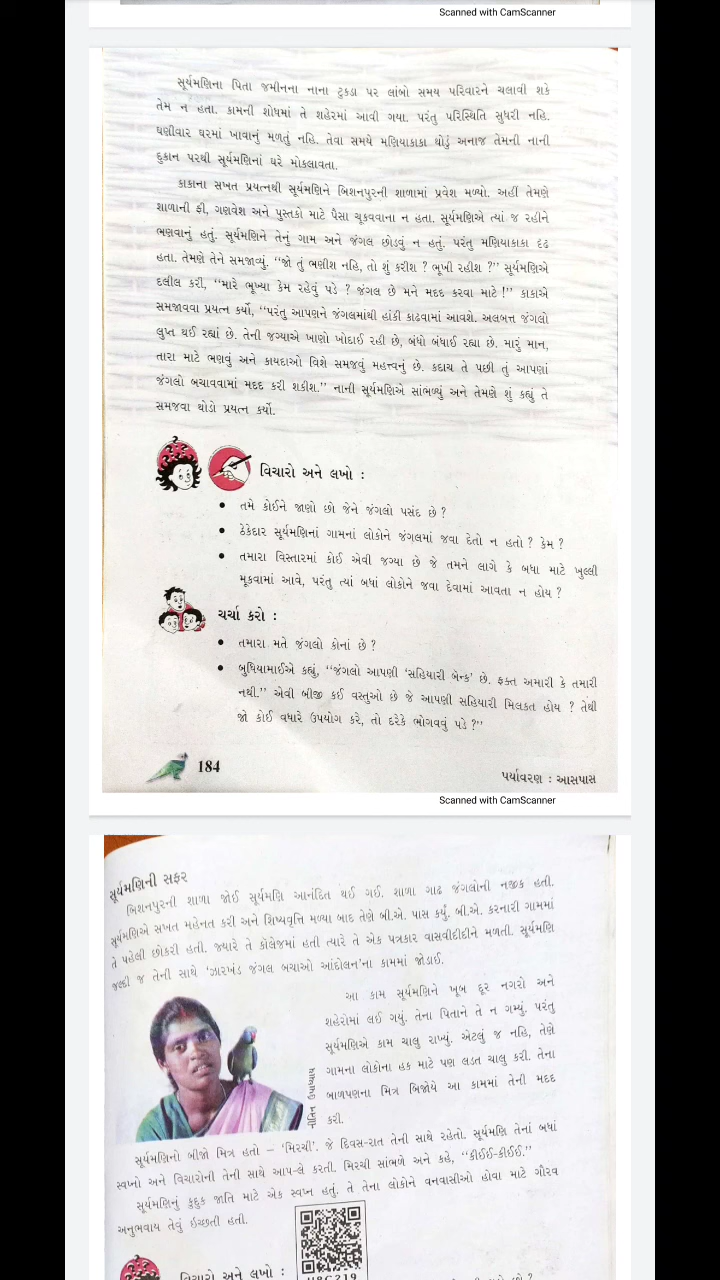 Scanned with CamScanner
સૂર્યમણિના પિતા જમીનના નાના ટુકડા પર લાંબો સમય પરિવારને ચલાવી શકે
તેમ ન હતા. કામની શોધમાં તે શહેરમાં આવી ગયા. પરંતુ પરિસ્થિતિ સુધરી નહિ.
ઘણીવાર ઘરમાં ખાવાનું મળતું નહિ. તેવા સમયે મણિયાકાકા થોડું અનાજ તેમની નાની
દુકાન પરથી સૂર્યમણિનાં ઘરે મોકલાવતા.
કાકાના સખત પ્રયત્નથી સૂર્યમણિને બિશનપુરની શાળામાં પ્રવેશ મળ્યો. અહીં તેમણે
શાળાની ફી, ગણવેશ અને પુસ્તકો માટે પૈસા ચૂકવવાના ન હતા. સૂર્યમણિએ ત્યાં જ રહીને
ભણવાનું હતું. સૂર્યમણિને તેનું ગામ અને જંગલ છોડવું ન હતું. પરંતુ મણિયાકાકા દૃઢ
હતા. તેમણે તેને સમજાવ્યું. “જો તું ભણીશ નહિ, તો શું કરીશ ? ભૂખી રહીશ ?” સૂર્યમણિએ
દલીલ કરી, “મારે ભૂખ્યા કેમ રહેવું પડે ? જંગલ છે મને મદદ કરવા માટે !” કાકાએ
સમજાવવા પ્રયત્ન કર્યો, “પરંતુ આપણને જંગલમાંથી હાંકી કાઢવામાં આવશે. અલબત્ત જંગલો
લુપ્ત થઈ રહ્યાં છે. તેની જગ્યાએ ખાણો ખોદાઈ રહી છે, બંધો બંધાઈ રહ્યા છે. મારું માન,
તારા માટે ભણવું અને કાયદાઓ વિશે સમજવું મહત્ત્વનું છે. કદાચ તે પછી તું આપણાં
જંગલો બચાવવામાં મદદ કરી શકીશ.” નાની સૂર્યમણિએ સાંભળ્યું અને તેમણે શું કહ્યું તે
સમજવા થોડો પ્રયત્ન કર્યો.
વિચારો અને લખો :
• તમે કોઈને જાણો છો જેને જંગલો પસંદ છે ?
• ઠેકેદાર સૂર્યમણિનાં ગામનાં લોકોને જંગલમાં જવા દેતો ન હતો ? કેમ ?
• તમારા વિસ્તારમાં કોઈ એવી જગ્યા છે જે તમને લાગે કે બધા માટે ખુલ્લી
મૂકવામાં આવે, પરંતુ ત્યાં બધાં લોકોને જવા દેવામાં આવતા ન હોય ?
ચર્ચા કરો :
• તમારા મતે જંગલો કોનાં છે ?
• બુધિયામાઈએ કહ્યું, “જંગલો આપણી ‘સહિયારી બેન્ક’ છે. ફક્ત અમારી કે તમારી
નથી.” એવી બીજી કઈ વસ્તુઓ છે જે આપણી સહિયારી મિલકત હોય ? તેથી
જો કોઈ વધારે ઉપયોગ કરે, તો દરેકે ભોગવવું પડે ?”
184
પર્યાવરણ : આસપાસ
Scanned with CamScanner
સૂર્યમણિની સફર
બિશનપુરની શાળા જોઈ સૂર્યમણિ આનંદિત થઈ ગઈ. શાળા ગાઢ જંગલોની નજીક હતી.
સૂર્યમણિએ સખત મહેનત કરી અને શિષ્યવૃત્તિ મળ્યા બાદ તેણે બી.એ. પાસ કર્યું. બી.એ. કરનારી ગામમાં
તે પહેલી છોકરી હતી. જ્યારે તે કૉલેજમાં હતી ત્યારે તે એક પત્રકાર વાસવીદીદીને મળતી. સૂર્યમણિ
જલ્દી જ તેની સાથે ‘ઝારખંડ જંગલ બચાઓ આંદોલન’ના કામમાં જોડાઈ.
આ કામ સૂર્યમણિને ખૂબ દૂર નગરો અને
શહેરોમાં લઈ ગયું. તેના પિતાને તે ન ગમ્યું. પરંતુ
સૂર્યમણિએ કામ ચાલુ રાખ્યું. એટલું જ નહિ, તેણે
ગામના લોકોના હક માટે પણ લડત ચાલુ કરી. તેના
બાળપણના મિત્ર બિજોયે આ કામમાં તેની મદદ
કરી.
નીતિન ઉપાધ્યાય
સૂર્યમણિનો બીજો મિત્ર હતો – ‘મિરચી’. જે દિવસ-રાત તેની સાથે રહેતો. સૂર્યમણિ તેનાં બધાં
સ્વપ્નો અને વિચારોની તેની સાથે આપ-લે કરતી. મિરચી સાંભળે અને કહે, “કીઈઈ-કીઈઈ.”
સૂર્યમણિનું કુદુક જાતિ માટે એક સ્વપ્ન હતું. તે તેના લોકોને વનવાસીઓ હોવા માટે ગૌરવ
અનુભવાય તેવું ઇચ્છતી હતી.
વિચારો અને લખો :